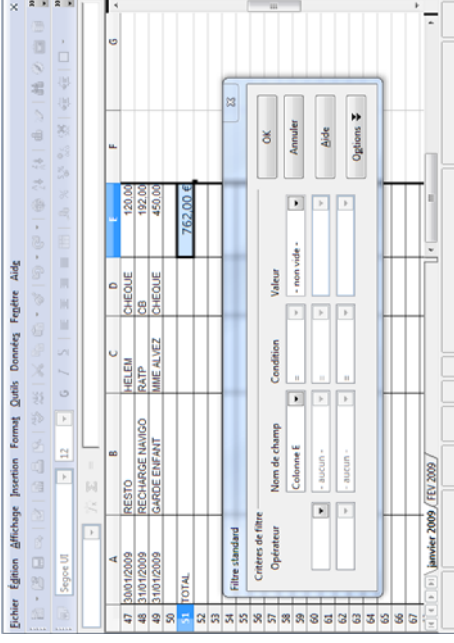 Fichier Édition Affichage Insertion Format Outils Données Fenêtre Aide
Segoe UI 12 G I S
A B C D E F G
47 30/01/2009 RESTO HELEM CHEQUE 120,00
48 31/01/2009 RECHARGE NAVIGO RATP CB 192,00
49 31/01/2009 GARDE ENFANT MME ALVEZ CHEQUE 450,00
50
51 TOTAL 762,00 €
52
53
54
55
56
57
58
59
60
61
62
63
64
65
66
67
Filtre standard
Critères de filtre
Opérateur Nom de champ Condition Valeur
Colonne E = - non vide -
- aucun - =
- aucun - =
OK
Annuler
Aide
Options
janvier 2009 FEV 2009